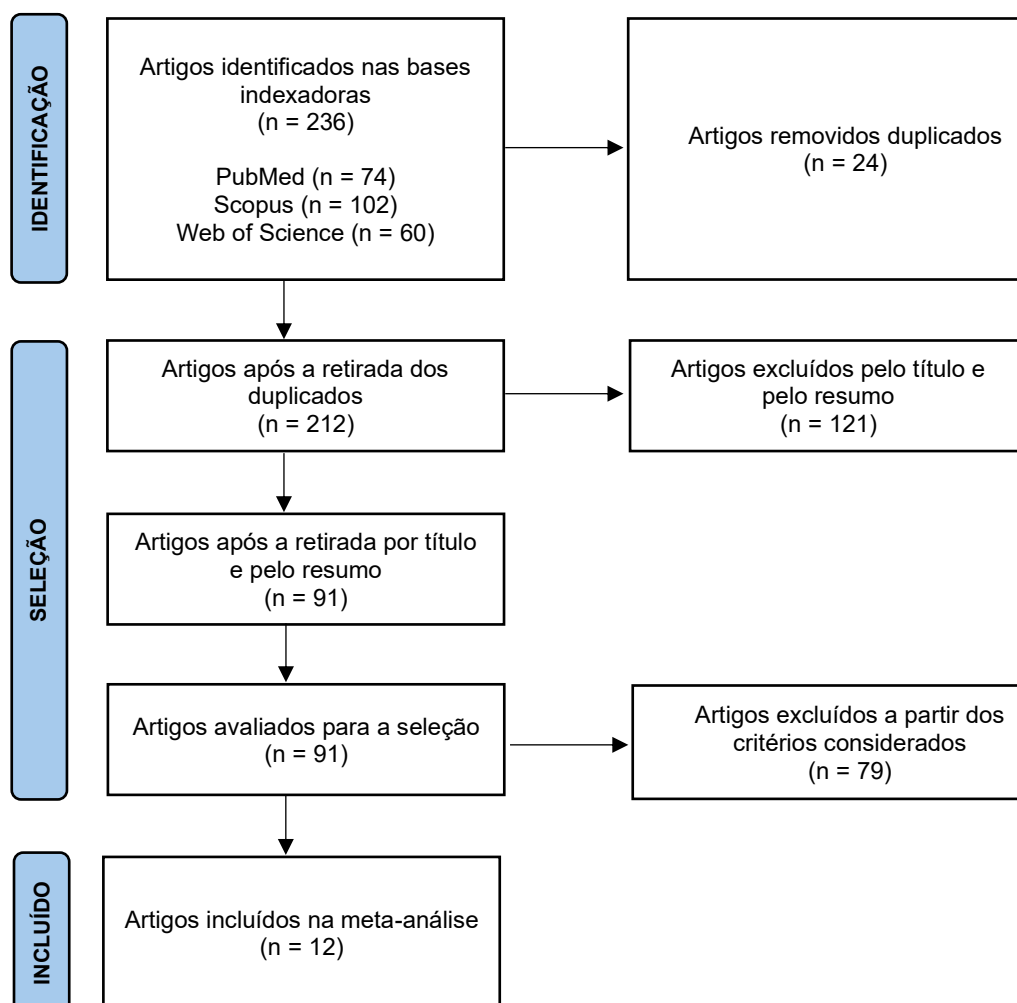 IDENTIFICAÇÃO
Artigos identificados nas bases
indexadoras
(n = 236)
PubMed (n = 74)
Scopus (n = 102)
Web of Science (n = 60)
Artigos removidos duplicados
(n = 24)
SELEÇÃO
Artigos após a retirada dos
duplicados
(n = 212)
Artigos excluídos pelo título e
pelo resumo
(n = 121)
Artigos após a retirada por título
e pelo resumo
(n = 91)
Artigos avaliados para a seleção
(n = 91)
Artigos excluídos a partir dos
critérios considerados
(n = 79)
INCLUÍDO
Artigos incluídos na meta-análise
(n = 12)